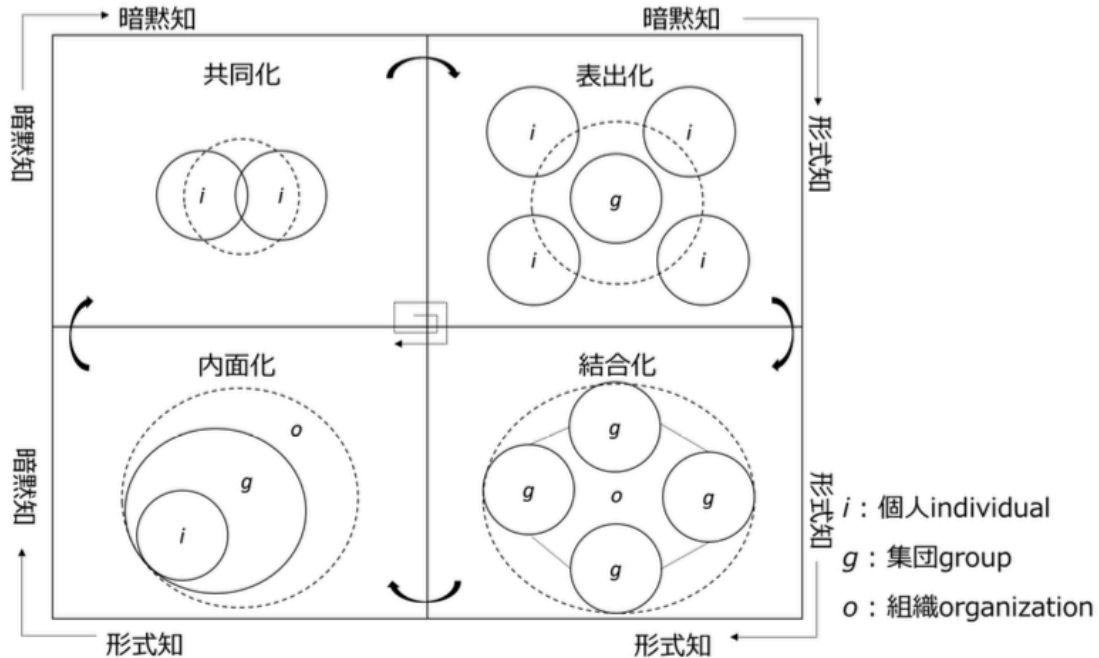 暗黙知
暗黙知
暗黙知
共同化
i
i
表出化
i
i
g
i
i
形式知
暗黙知
内面化
o
g
i
形式知
結合化
g
g
o
g
g
形式知
形式知
i：個人individual
g：集団group
o：組織organization